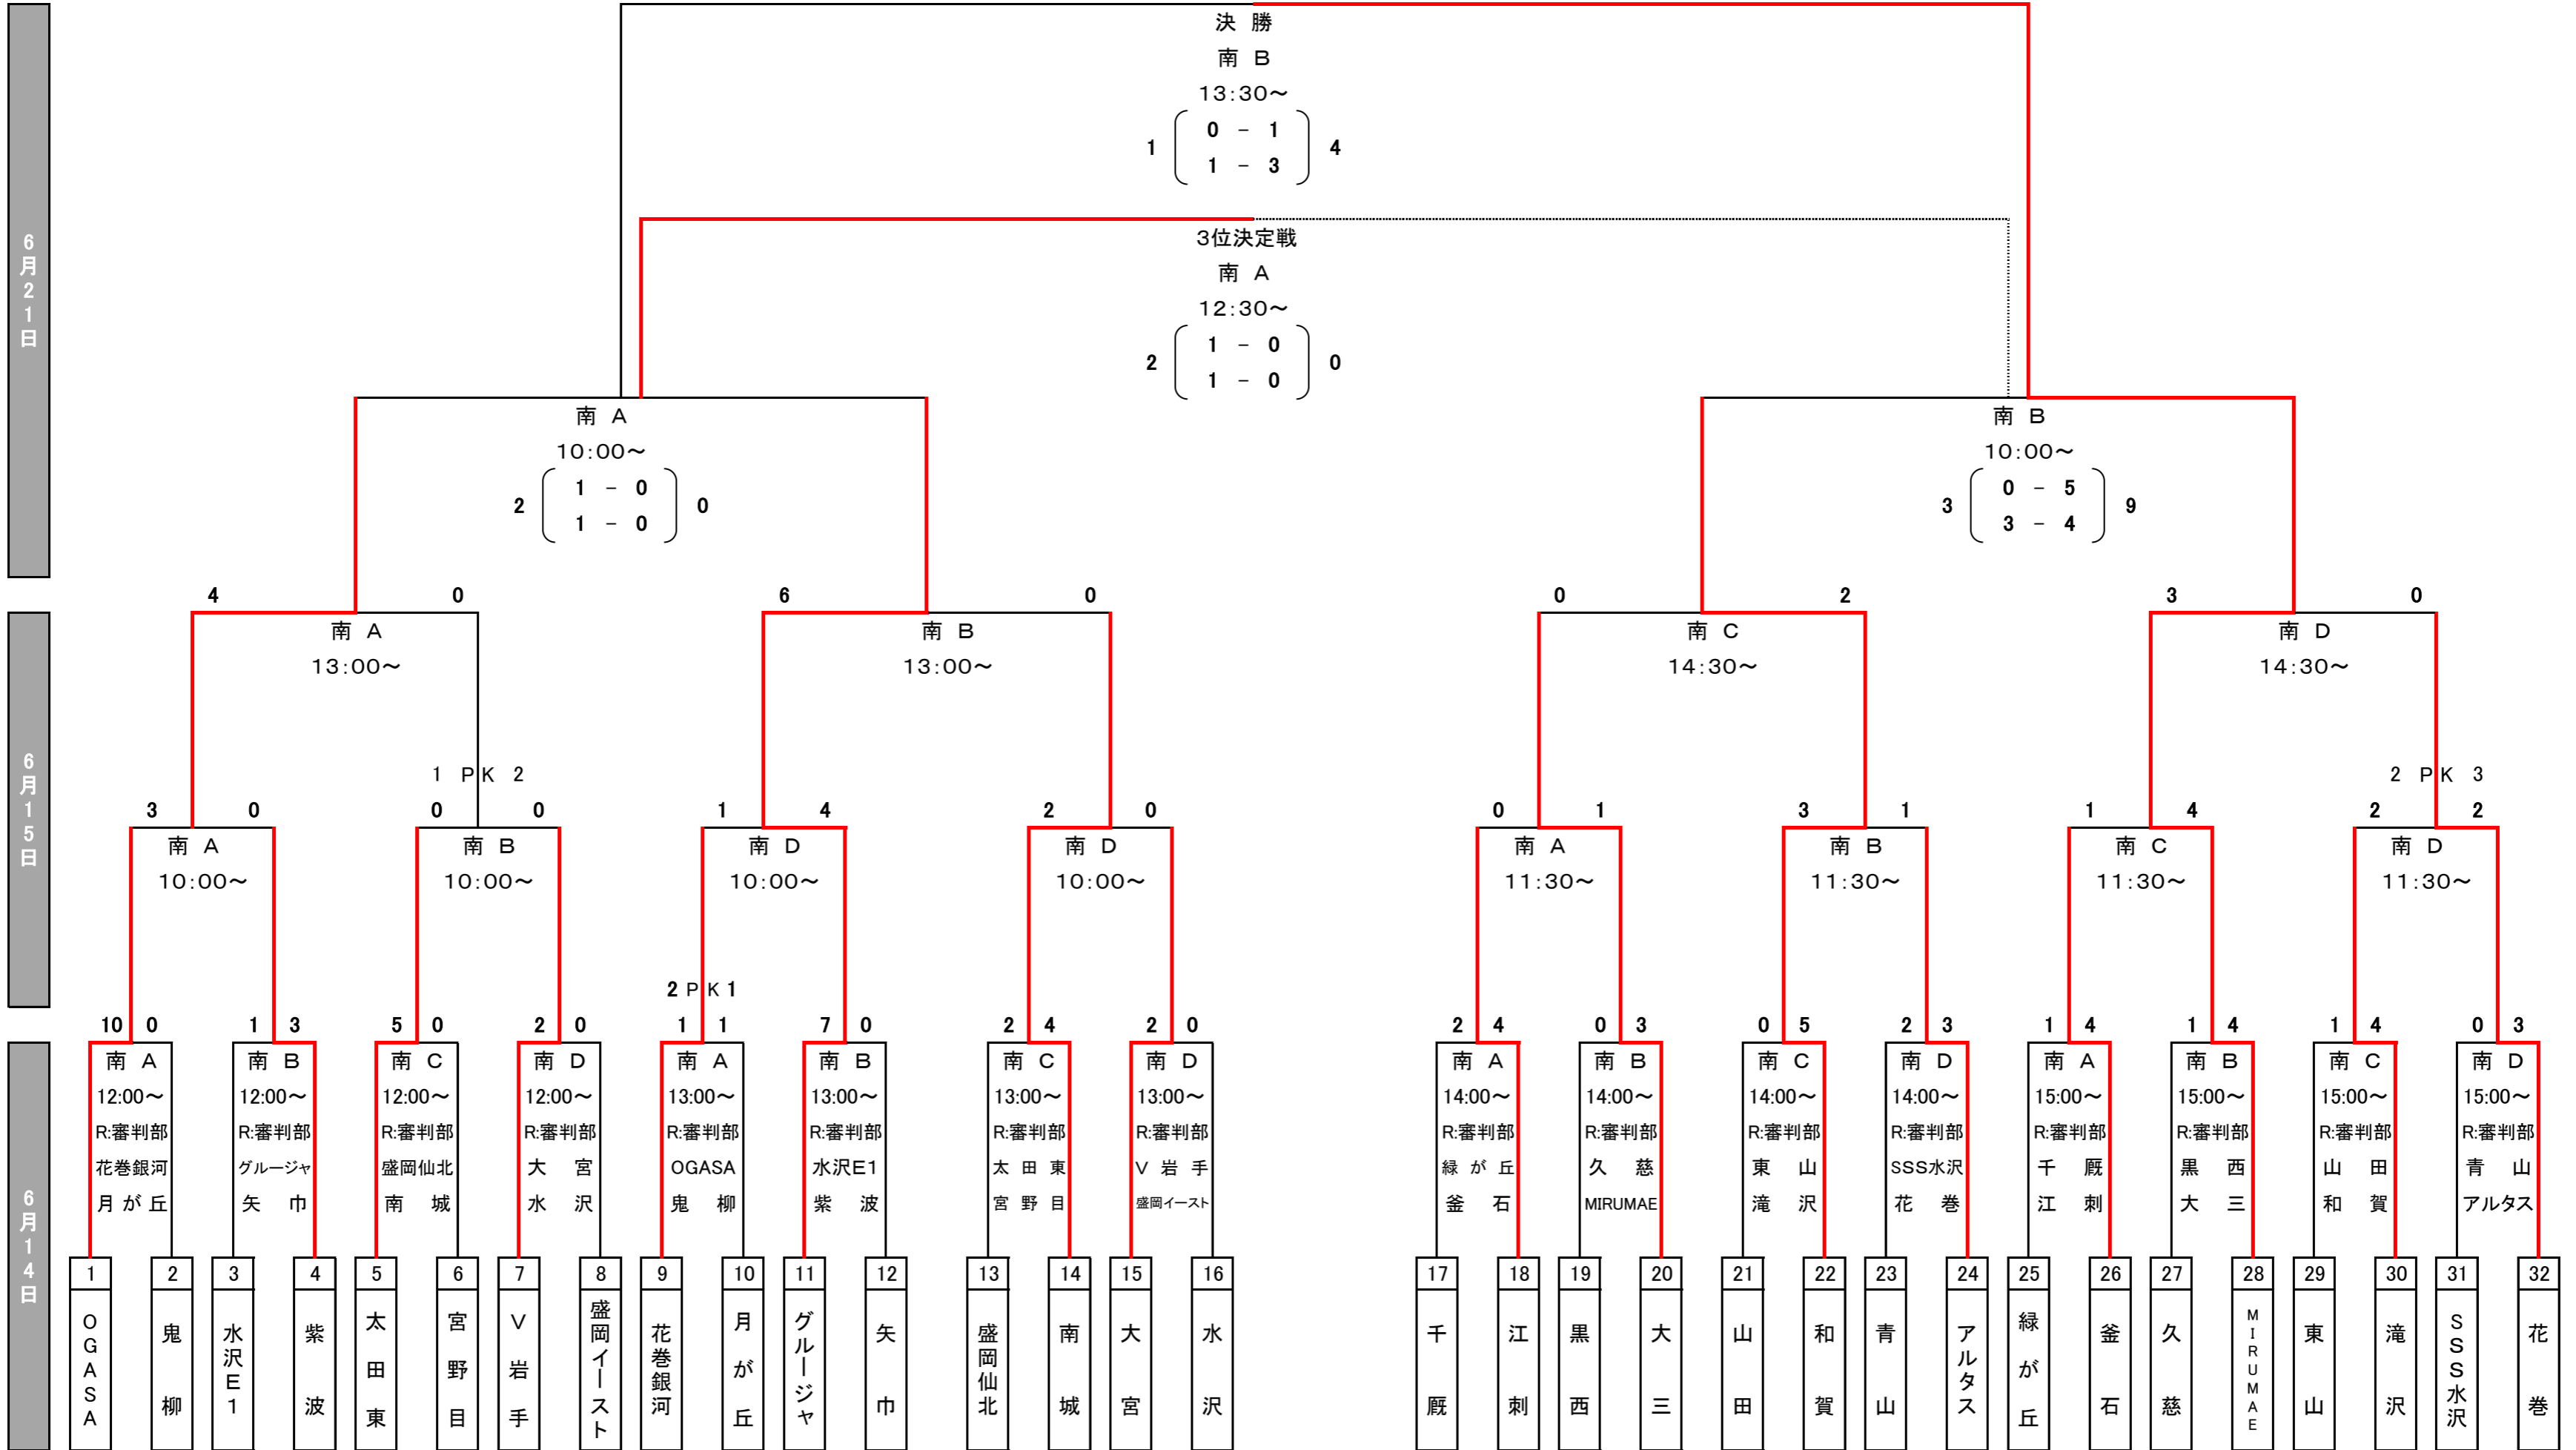 決 勝
南 B
13:30～
0 - 1
1 4
1 - 3
3位決定戦
南 A
12:30～
1 - 0
2 0
1 - 0
6月21日
南 A 南 B
10:00～ 10:00～
1 - 0 0 - 5
2 0 3 9
1 - 0 3 - 4
4 0 6 0 0 2 3 0
南 A 南 B 南 C 南 D
13:00～ 13:00～ 14:30～ 14:30～
6月15日
1 PK 2 2 PK 3
3 0 0 0 1 4 2 0 0 1 3 1 1 4 2 2
南 A 南 B 南 D 南 D 南 A 南 B 南 C 南 D
10:00～ 10:00～ 10:00～ 10:00～ 11:30～ 11:30～ 11:30～ 11:30～
2 PK 1
10 0 1 3 5 0 2 0 1 1 7 0 2 4 2 0 2 4 0 3 0 5 2 3 1 4 1 4 1 4 0 3
南 A 南 B 南 C 南 D 南 A 南 B 南 C 南 D 南 A 南 B 南 C 南 D 南 A 南 B 南 C 南 D
12:00～ 12:00～ 12:00～ 12:00～ 13:00～ 13:00～ 13:00～ 13:00～ 14:00～ 14:00～ 14:00～ 14:00～ 15:00～ 15:00～ 15:00～ 15:00～
R:審判部 R:審判部 R:審判部 R:審判部 R:審判部 R:審判部 R:審判部 R:審判部 R:審判部 R:審判部 R:審判部 R:審判部 R:審判部 R:審判部 R:審判部 R:審判部
花巻銀河 グルージャ 盛岡仙北 大宮 OGASA 水沢E1 太田東 V岩手 緑が丘 久慈 東山 SSS水沢 千厩 黒西 山田 青山
月が丘 矢巾 南城 水沢 鬼柳 紫波 宮野目 盛岡イースト 釜石 MIRUMAE 滝沢 花巻 江刺 大三 和賀 アルタス
6月14日
1 2 3 4 5 6 7 8 9 10 11 12 13 14 15 16 17 18 19 20 21 22 23 24 25 26 27 28 29 30 31 32
OGASA
鬼柳
水沢E1
紫波
太田東
宮野目
V岩手
盛岡イースト
花巻銀河
月が丘
グルージャ
矢巾
盛岡仙北
南城
大宮
水沢
千厩
江刺
黒西
大三
山田
和賀
青山
アルタス
緑が丘
釜石
久慈
MIRUMAE
東山
滝沢
SSS水沢
花巻